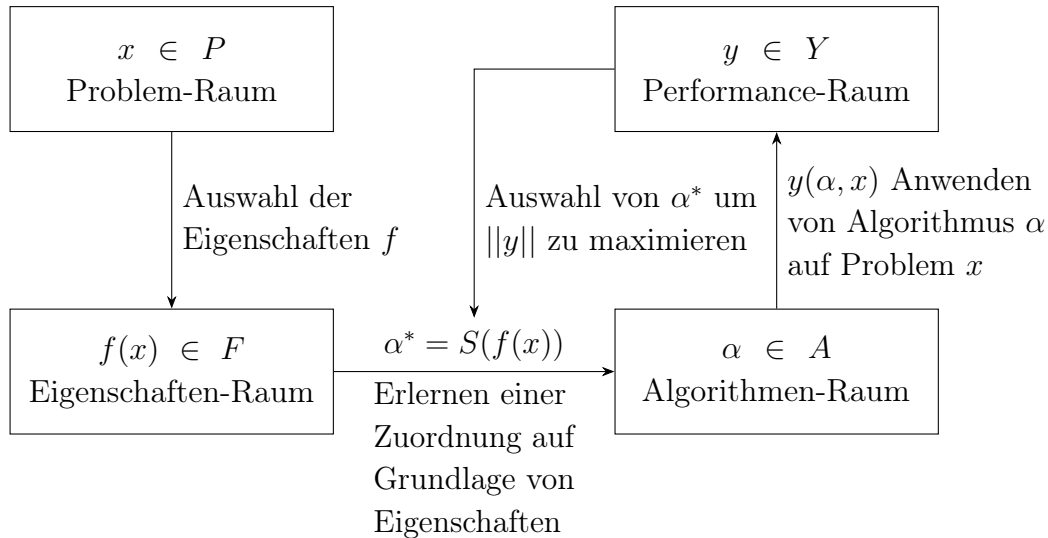 x ∈ P
Problem-Raum
y ∈ Y
Performance-Raum
Auswahl der
Eigenschaften f
Auswahl von α* um
||y|| zu maximieren
y(α, x) Anwenden
von Algorithmus α
auf Problem x
f(x) ∈ F
Eigenschaften-Raum
α* = S(f(x))
Erlernen einer
Zuordnung auf
Grundlage von
Eigenschaften
α ∈ A
Algorithmen-Raum